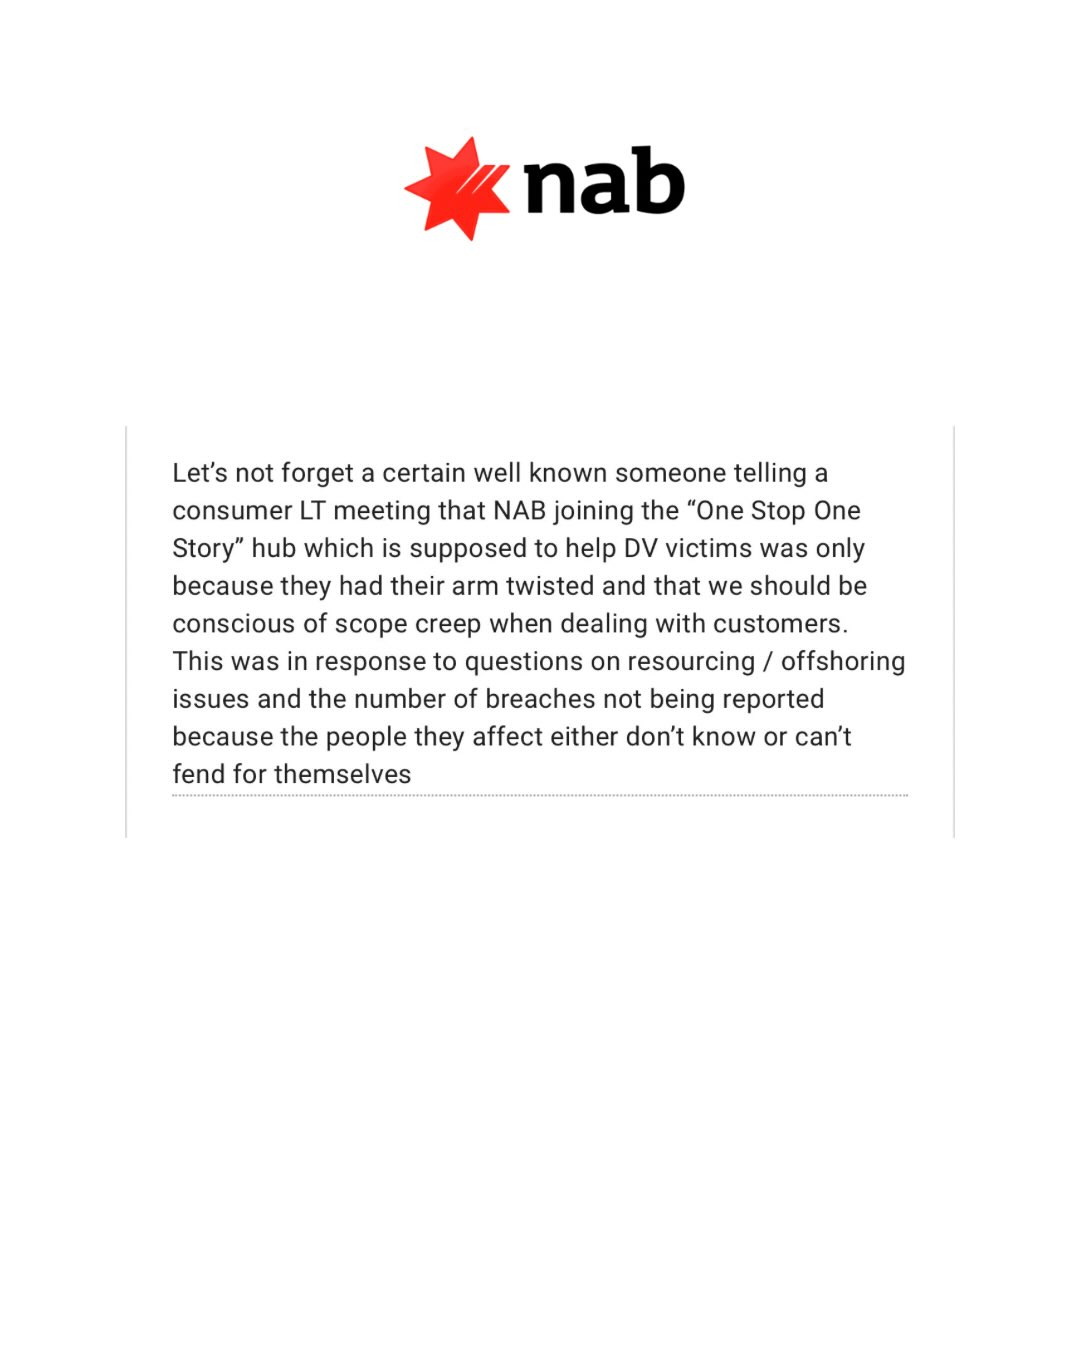 nab
Let’s not forget a certain well known someone telling a
consumer LT meeting that NAB joining the “One Stop One
Story” hub which is supposed to help DV victims was only
because they had their arm twisted and that we should be
conscious of scope creep when dealing with customers.
This was in response to questions on resourcing / offshoring
issues and the number of breaches not being reported
because the people they affect either don’t know or can’t
fend for themselves